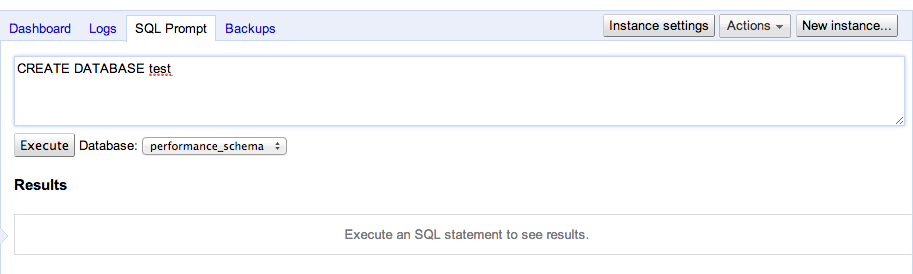 Dashboard Logs SQL Prompt Backups Instance settings Actions New instance...
CREATE DATABASE test
Execute Database: performance_schema
Results
Execute an SQL statement to see results.